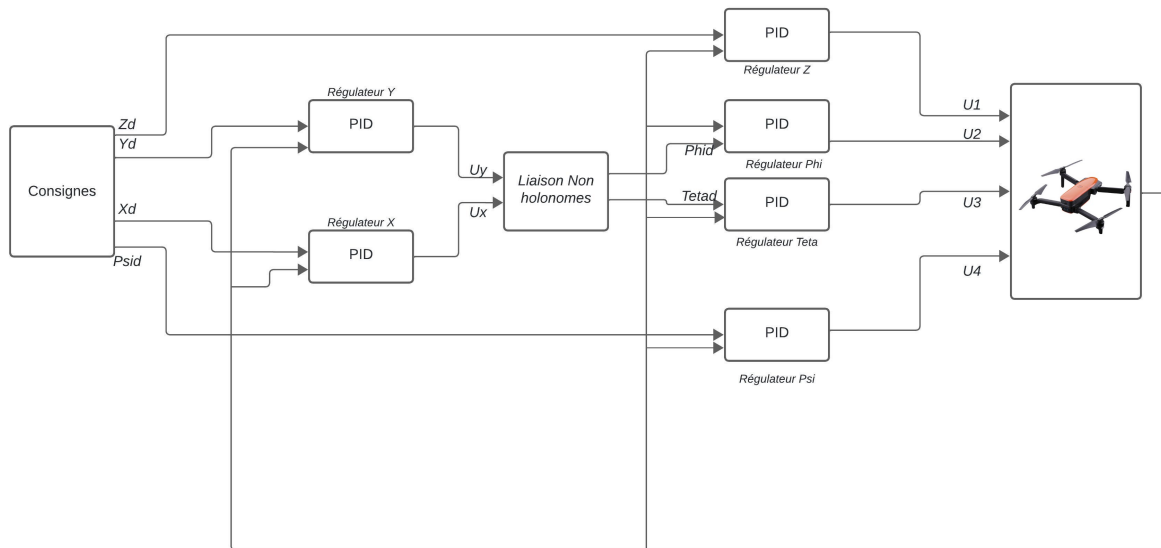 PID
Régulateur Z
Régulateur Y
PID
Zd
Yd
Consignes
Xd
Psid
Régulateur X
PID
Uy
Ux
Liaison Non
holonomes
Phid
PID
Régulateur Phi
Tetad
PID
Régulateur Teta
PID
Régulateur Psi
U1
U2
U3
U4